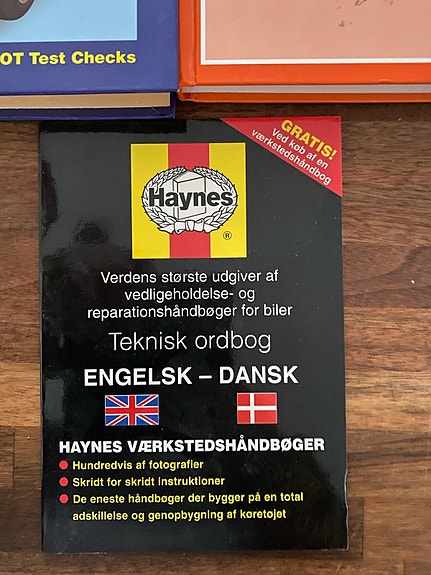 OT Test Checks
GRATIS!
Ved køb af en
værkstedshåndbog
Haynes
®
Verdens største udgiver af
vedligeholdelse- og
reparationshåndbøger for biler
Teknisk ordbog
ENGELSK – DANSK
HAYNES VÆRKSTEDSHÅNDBØGER
Hundredvis af fotografier
Skridt for skridt instruktioner
De eneste håndbøger der bygger på en total
adskillelse og genopbygning af køretøjet